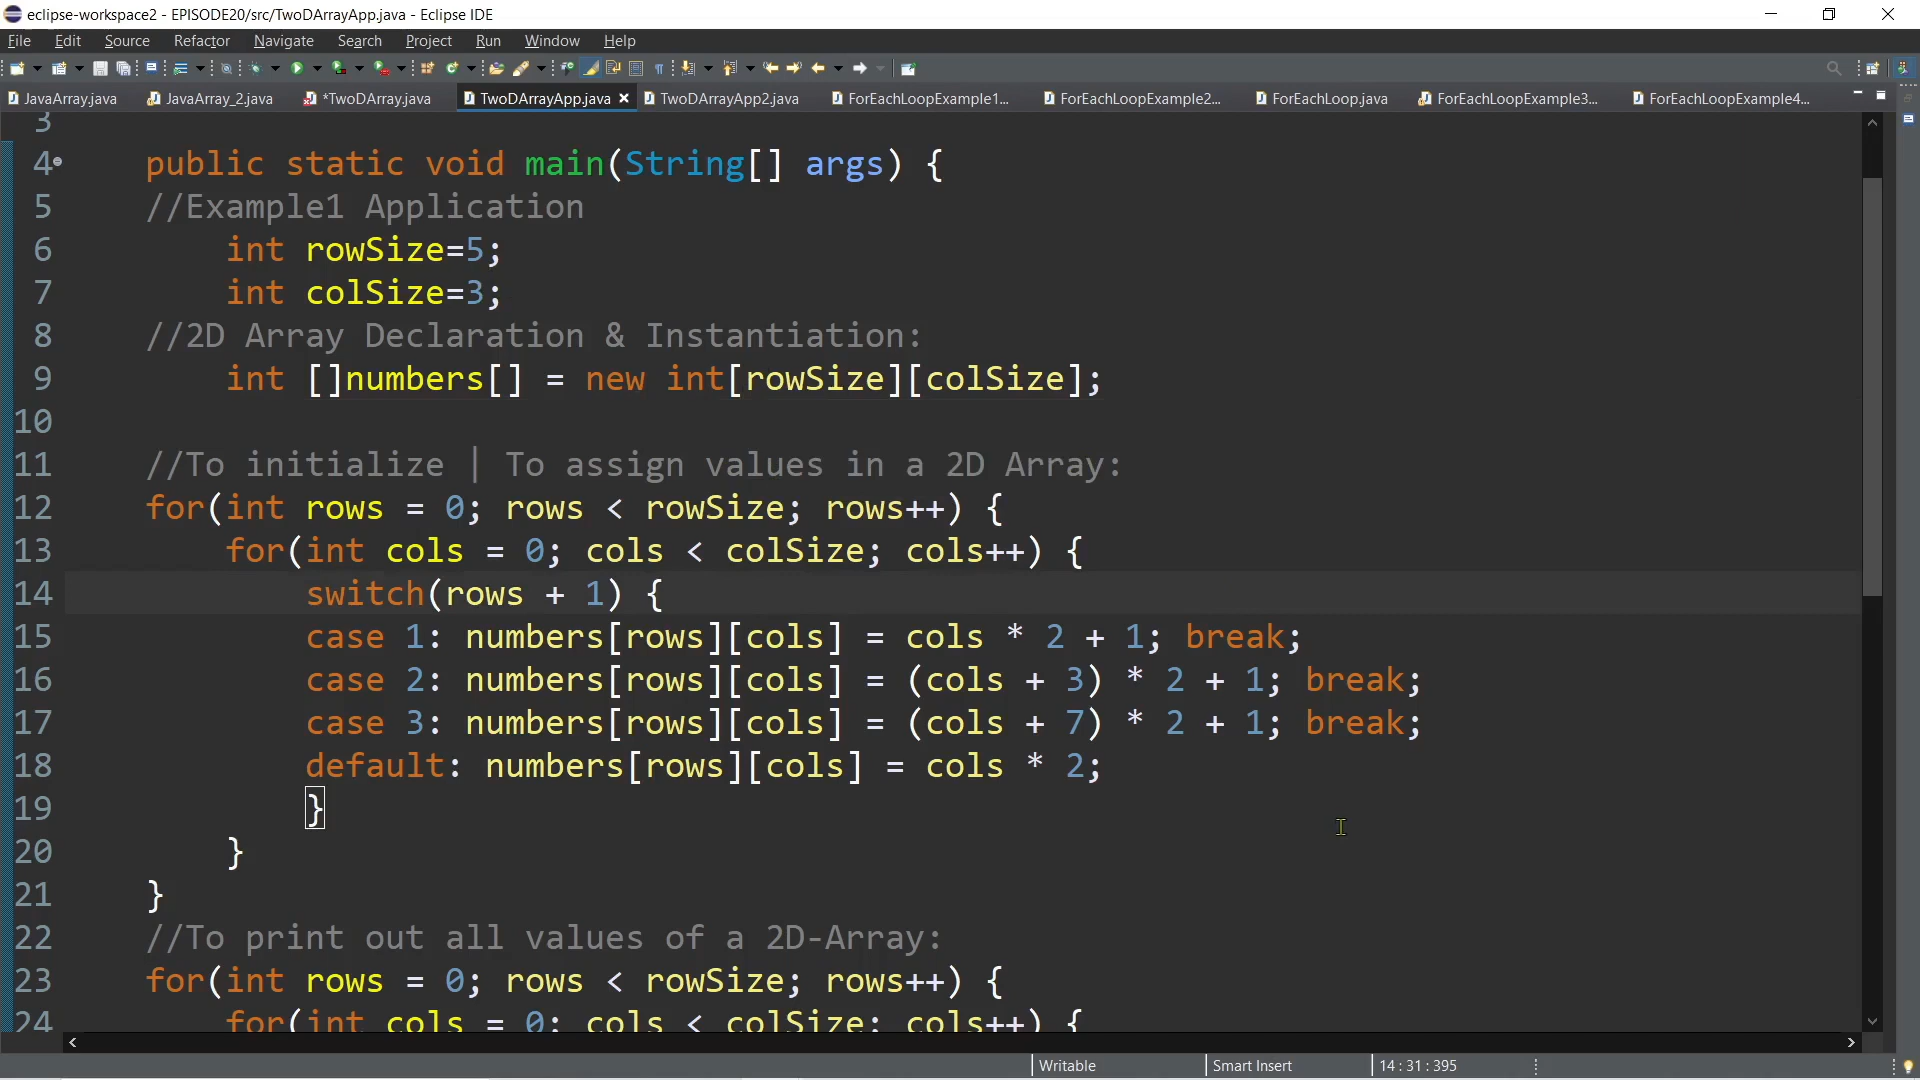 eclipse-workspace2 - EPISODE20/src/TwoDArrayApp.java - Eclipse IDE
File Edit Source Refactor Navigate Search Project Run Window Help
JavaArray.java JavaArray_2.java *TwoDArray.java TwoDArrayApp.java TwoDArrayApp2.java ForEachLoopExample1... ForEachLoopExample2... ForEachLoop.java ForEachLoopExample3... ForEachLoopExample4...
3
4 public static void main(String[] args) {
5 //Example1 Application
6 int rowSize=5;
7 int colSize=3;
8 //2D Array Declaration & Instantiation:
9 int []numbers[] = new int[rowSize][colSize];
10
11 //To initialize | To assign values in a 2D Array:
12 for(int rows = 0; rows < rowSize; rows++) {
13 for(int cols = 0; cols < colSize; cols++) {
14 switch(rows + 1) {
15 case 1: numbers[rows][cols] = cols * 2 + 1; break;
16 case 2: numbers[rows][cols] = (cols + 3) * 2 + 1; break;
17 case 3: numbers[rows][cols] = (cols + 7) * 2 + 1; break;
18 default: numbers[rows][cols] = cols * 2;
19 }
20 }
21 }
22 //To print out all values of a 2D-Array:
23 for(int rows = 0; rows < rowSize; rows++) {
24 for(int cols = 0; cols < colSize; cols++) {
Writable Smart Insert 14 : 31 : 395